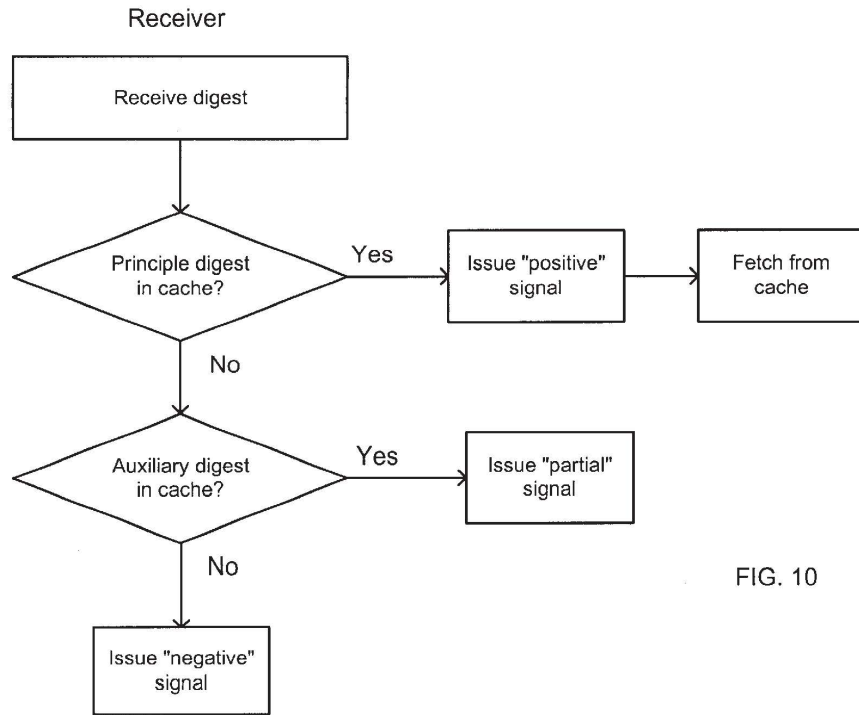 Receiver
Receive digest
Principle digest
in cache?
Yes
Issue "positive"
signal
Fetch from
cache
No
Auxiliary digest
in cache?
Yes
Issue "partial"
signal
No
Issue "negative"
signal
FIG. 10